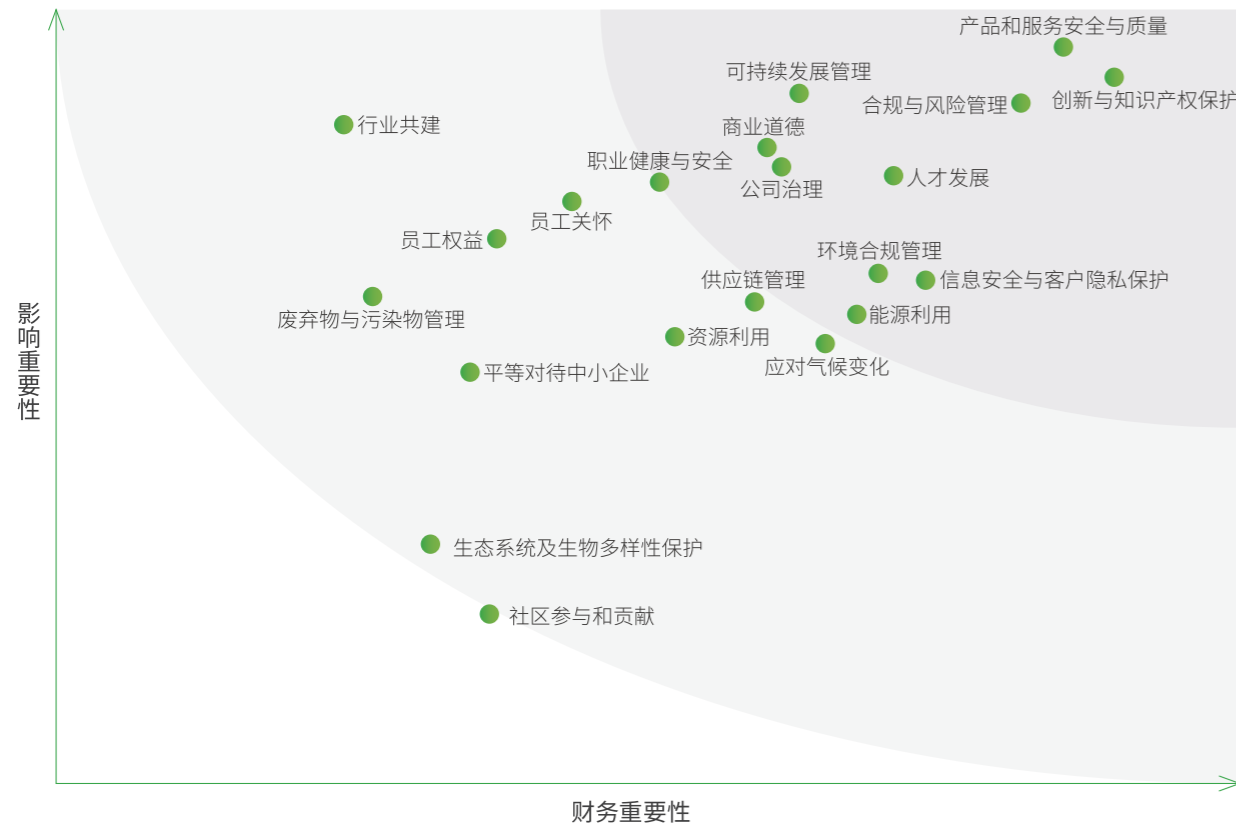 产品和服务安全与质量
可持续发展管理
创新与知识产权保护
合规与风险管理
行业共建
商业道德
职业健康与安全
人才发展
公司治理
员工关怀
员工权益
环境合规管理
供应链管理
信息安全与客户隐私保护
废弃物与污染物管理
能源利用
资源利用
应对气候变化
平等对待中小企业
影响重要性
生态系统及生物多样性保护
社区参与和贡献
财务重要性